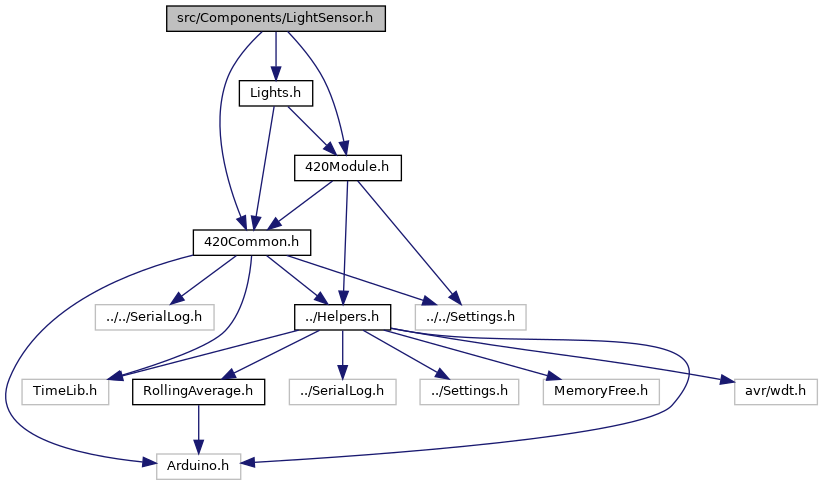 src/Components/LightSensor.h
Lights.h
420Module.h
420Common.h
../../SerialLog.h
../Helpers.h
../../Settings.h
TimeLib.h
RollingAverage.h
../SerialLog.h
../Settings.h
MemoryFree.h
avr/wdt.h
Arduino.h